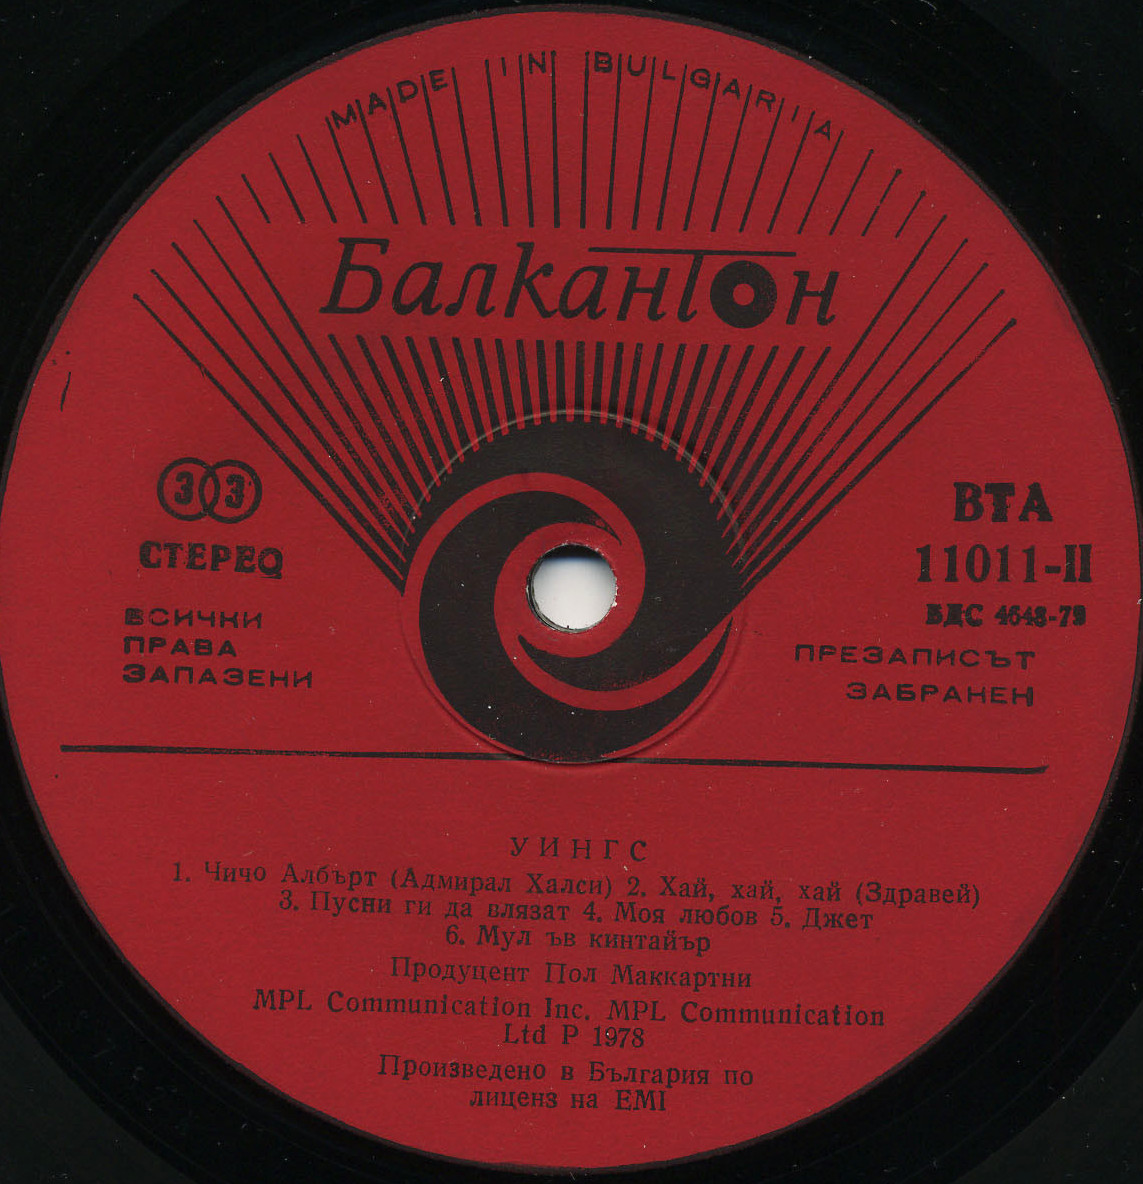 MADE IN BULGARIA
Балкантон
33
СТЕРЕО
ВСИЧКИ
ПРАВА
ЗАПАЗЕНИ
ВТА
11011-II
БДС 4643-79
ПРЕЗАПИСЪТ
ЗАБРАНЕН
УИНГС
1. Чичо Албърт (Адмирал Халси) 2. Хай, хай, хай (Здравей)
3. Пусни ги да влязат 4. Моя любов 5. Джет
6. Мул ъв кинтайър
Продуцент Пол Маккартни
MPL Communication Inc. MPL Communication
Ltd P 1978
Произведено в България по
лиценз на EMI